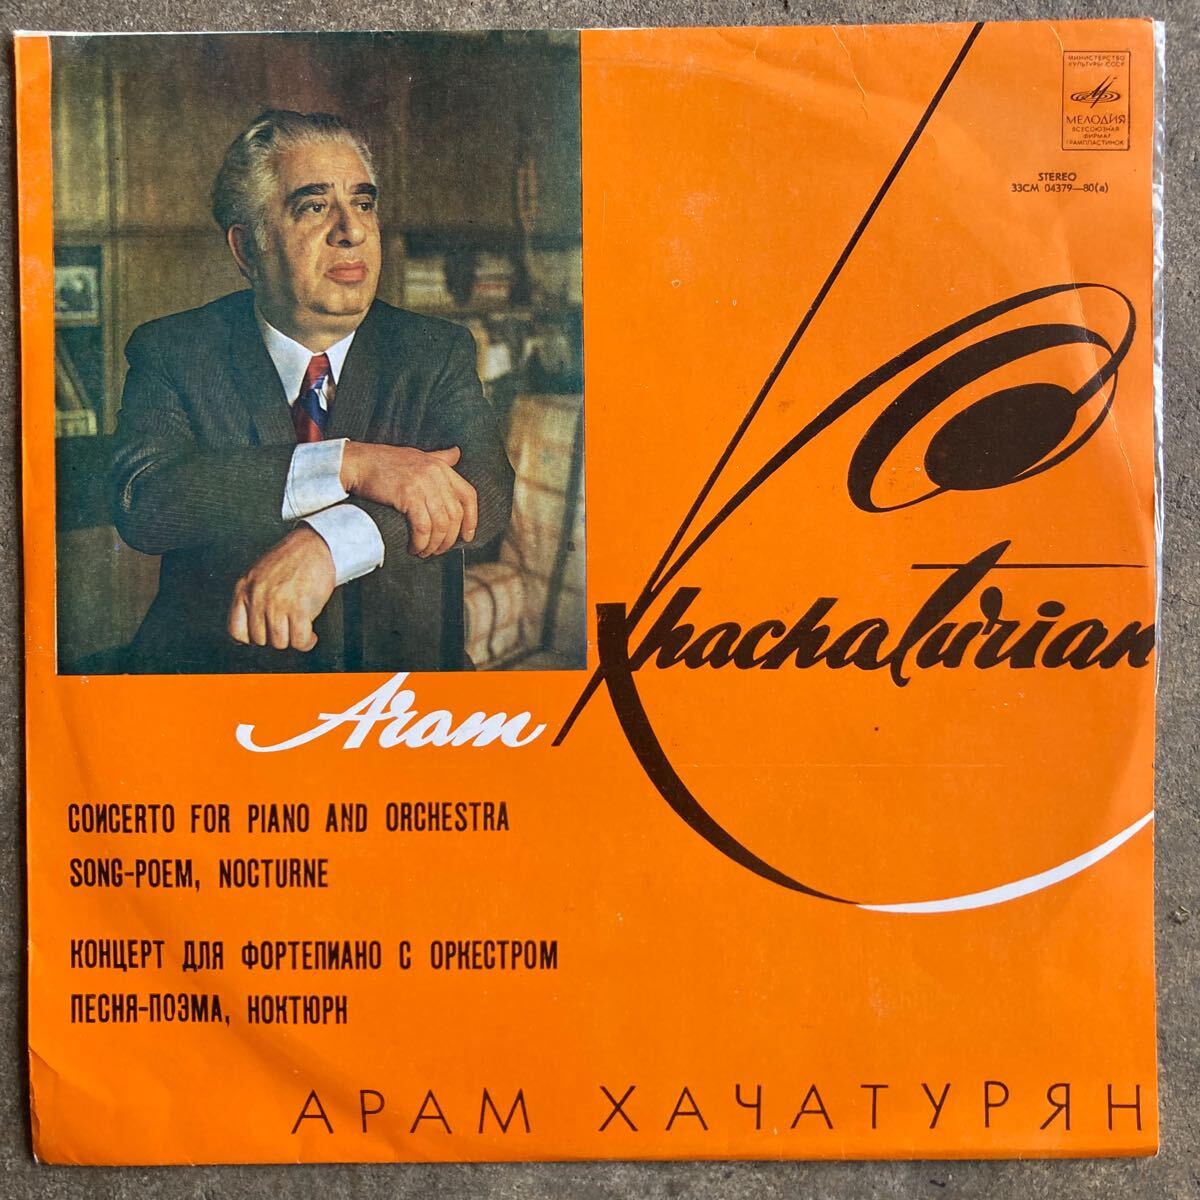 МИНИСТЕРСТВО
КУЛЬТУРЫ СССР
МЕЛОДИЯ
ВСЕСОЮЗНАЯ
ФИРМА
ГРАМПЛАСТИНОК
STEREO
33СМ 04379—80(а)
Aram Khachaturian
CONCERTO FOR PIANO AND ORCHESTRA
SONG-POEM, NOCTURNE
КОНЦЕРТ ДЛЯ ФОРТЕПИАНО С ОРКЕСТРОМ
ПЕСНЯ-ПОЭМА, НОКТЮРН
АРАМ ХАЧАТУРЯН